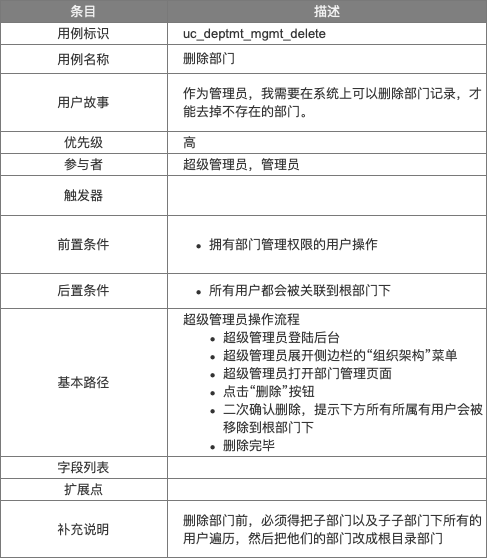 条目 描述
用例标识 uc_deptmt_mgmt_delete
用例名称 删除部门
用户故事 作为管理员，我需要在系统上可以删除部门记录，才
能去掉不存在的部门。
优先级 高
参与者 超级管理员，管理员
触发器
前置条件 • 拥有部门管理权限的用户操作
后置条件 • 所有用户都会被关联到根部门下
基本路径 超级管理员操作流程
• 超级管理员登陆后台
• 超级管理员展开侧边栏的“组织架构”菜单
• 超级管理员打开部门管理页面
• 点击“删除”按钮
• 二次确认删除，提示下方所有所属有用户会被
移除到根部门下
• 删除完毕
字段列表
扩展点
补充说明 删除部门前，必须得把子部门以及子子部门下所有的
用户遍历，然后把他们的部门改成根目录部门